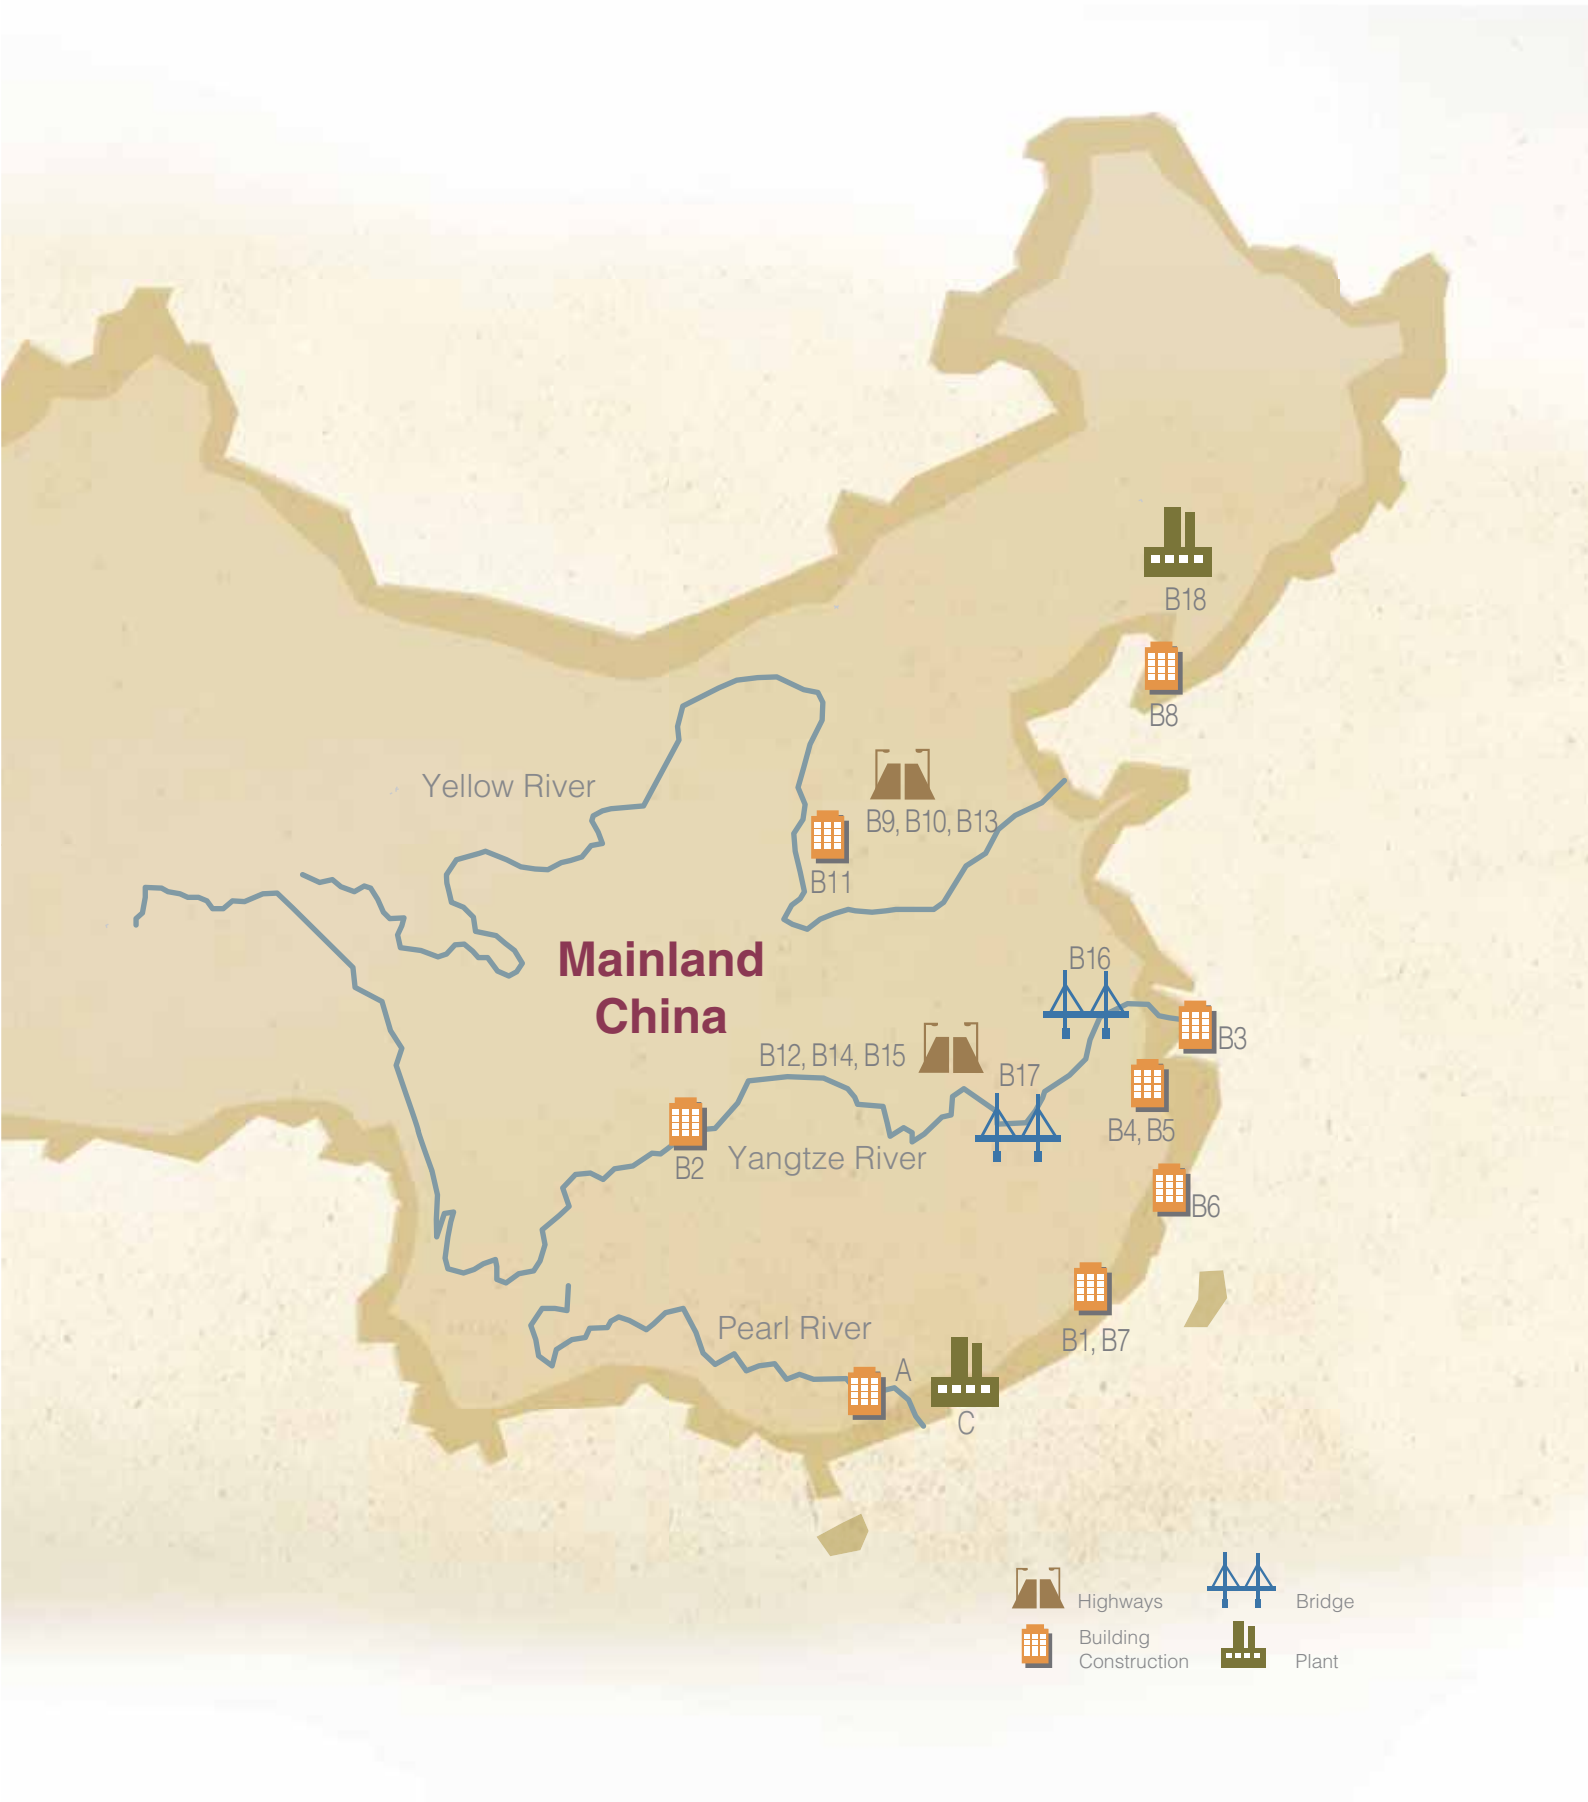 B18
B8
Yellow River
B9, B10, B13
B11
Mainland
China
B16
B3
B12, B14, B15
B17
B4, B5
Yangtze River
B2
B6
Pearl River
B1, B7
A
C
Highways
Bridge
Building
Construction
Plant